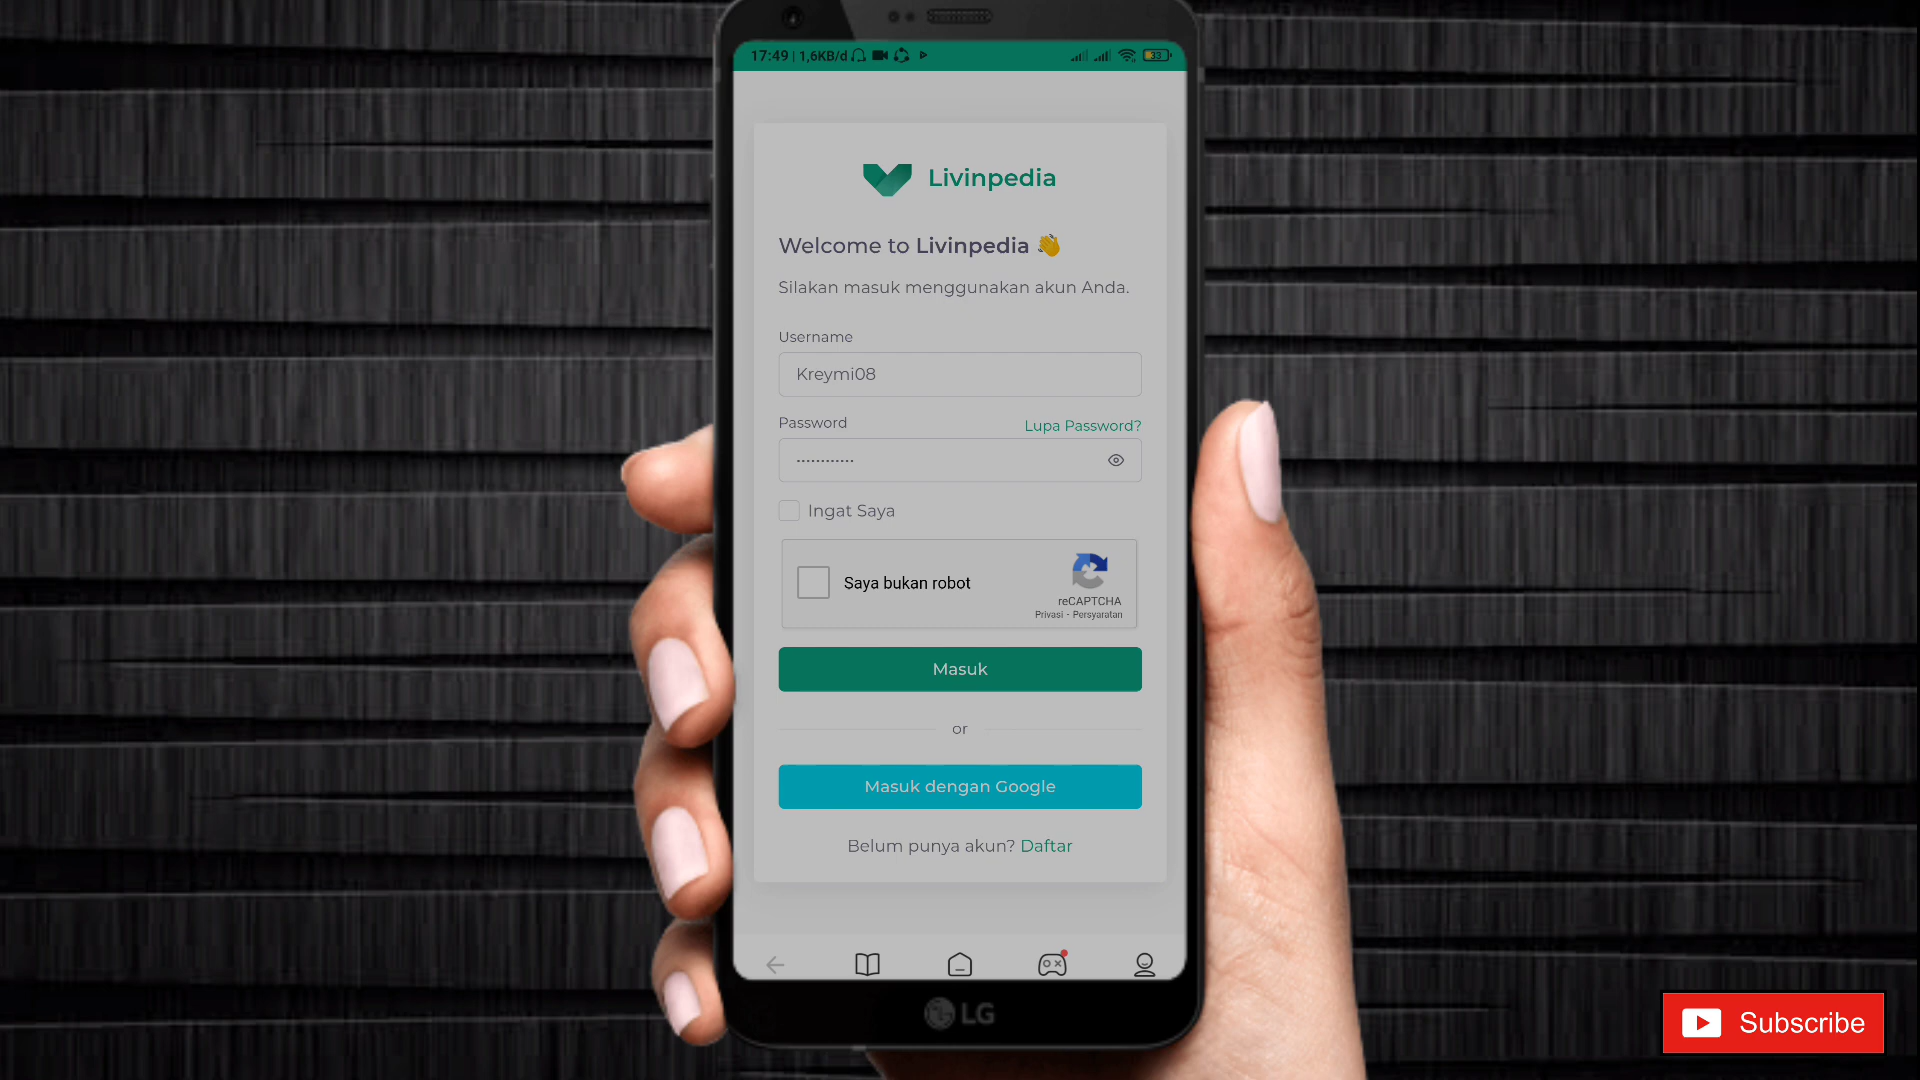 17:49 | 1,6KB/d
33
Livinpedia
Welcome to Livinpedia 👋
Silakan masuk menggunakan akun Anda.
Username
Kreymi08
Password
Lupa Password?
············
Ingat Saya
Saya bukan robot
reCAPTCHA
Privasi - Persyaratan
Masuk
or
Masuk dengan Google
Belum punya akun? Daftar
LG
Subscribe